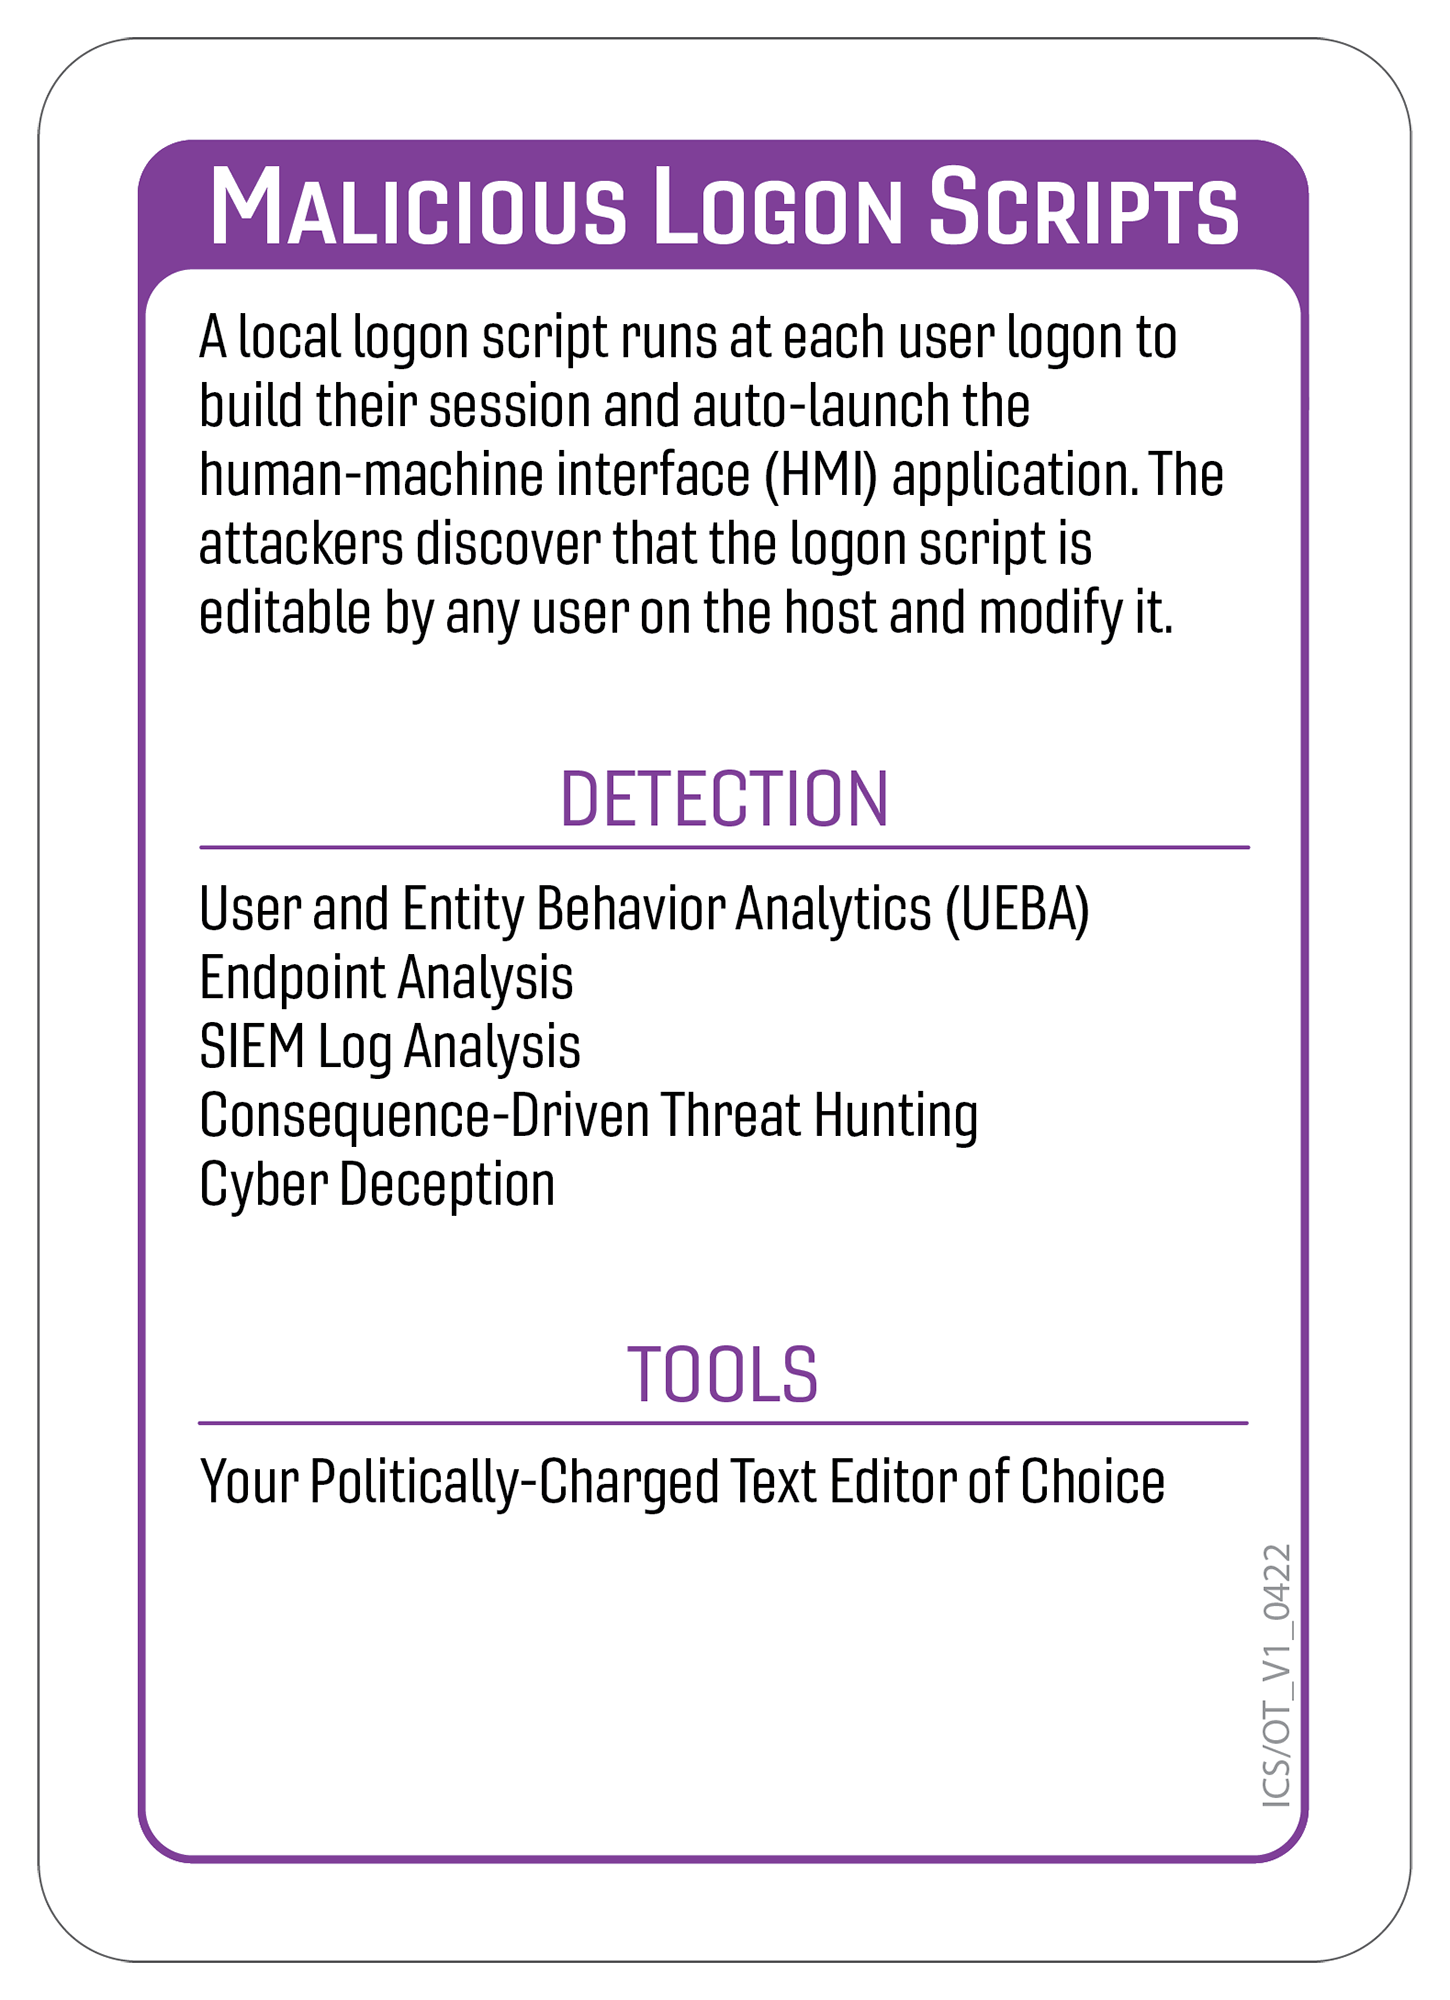 MALICIOUS LOGON SCRIPTS
A local logon script runs at each user logon to
build their session and auto-launch the
human-machine interface (HMI) application. The
attackers discover that the logon script is
editable by any user on the host and modify it.
DETECTION
User and Entity Behavior Analytics (UEBA)
Endpoint Analysis
SIEM Log Analysis
Consequence-Driven Threat Hunting
Cyber Deception
TOOLS
Your Politically-Charged Text Editor of Choice
ICS/OT_V1_0422